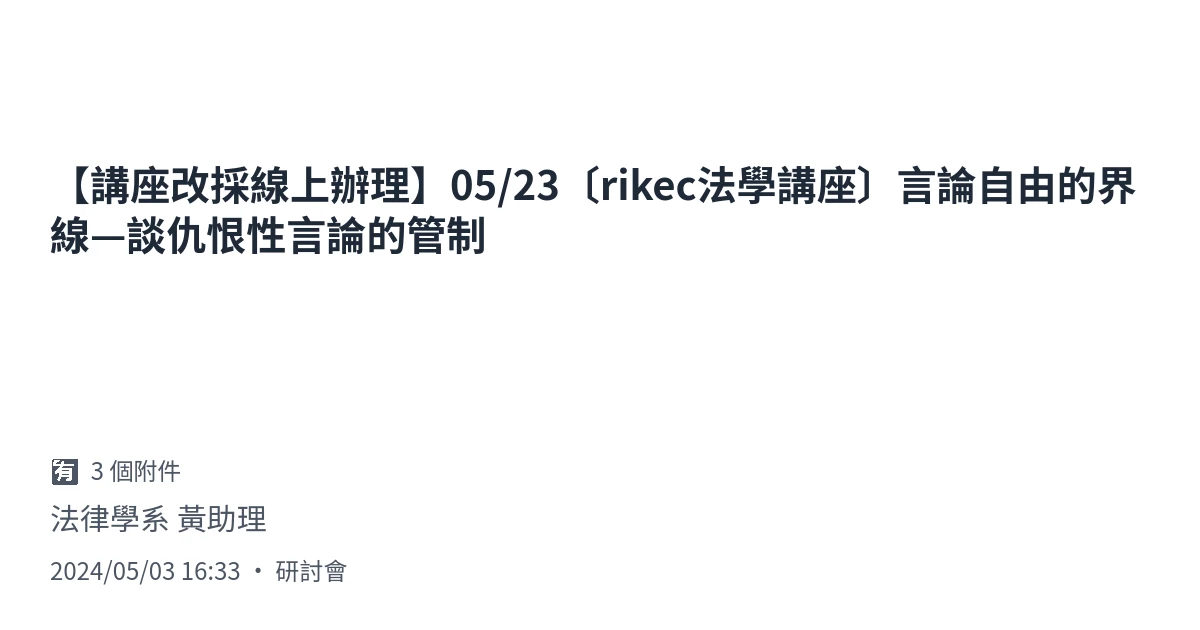 【講座改採線上辦理】05/23〔rikec法學講座〕言論自由的界
線—談仇恨性言論的管制
有 3 個附件
法律學系 黃助理
2024/05/03 16:33 • 研討會